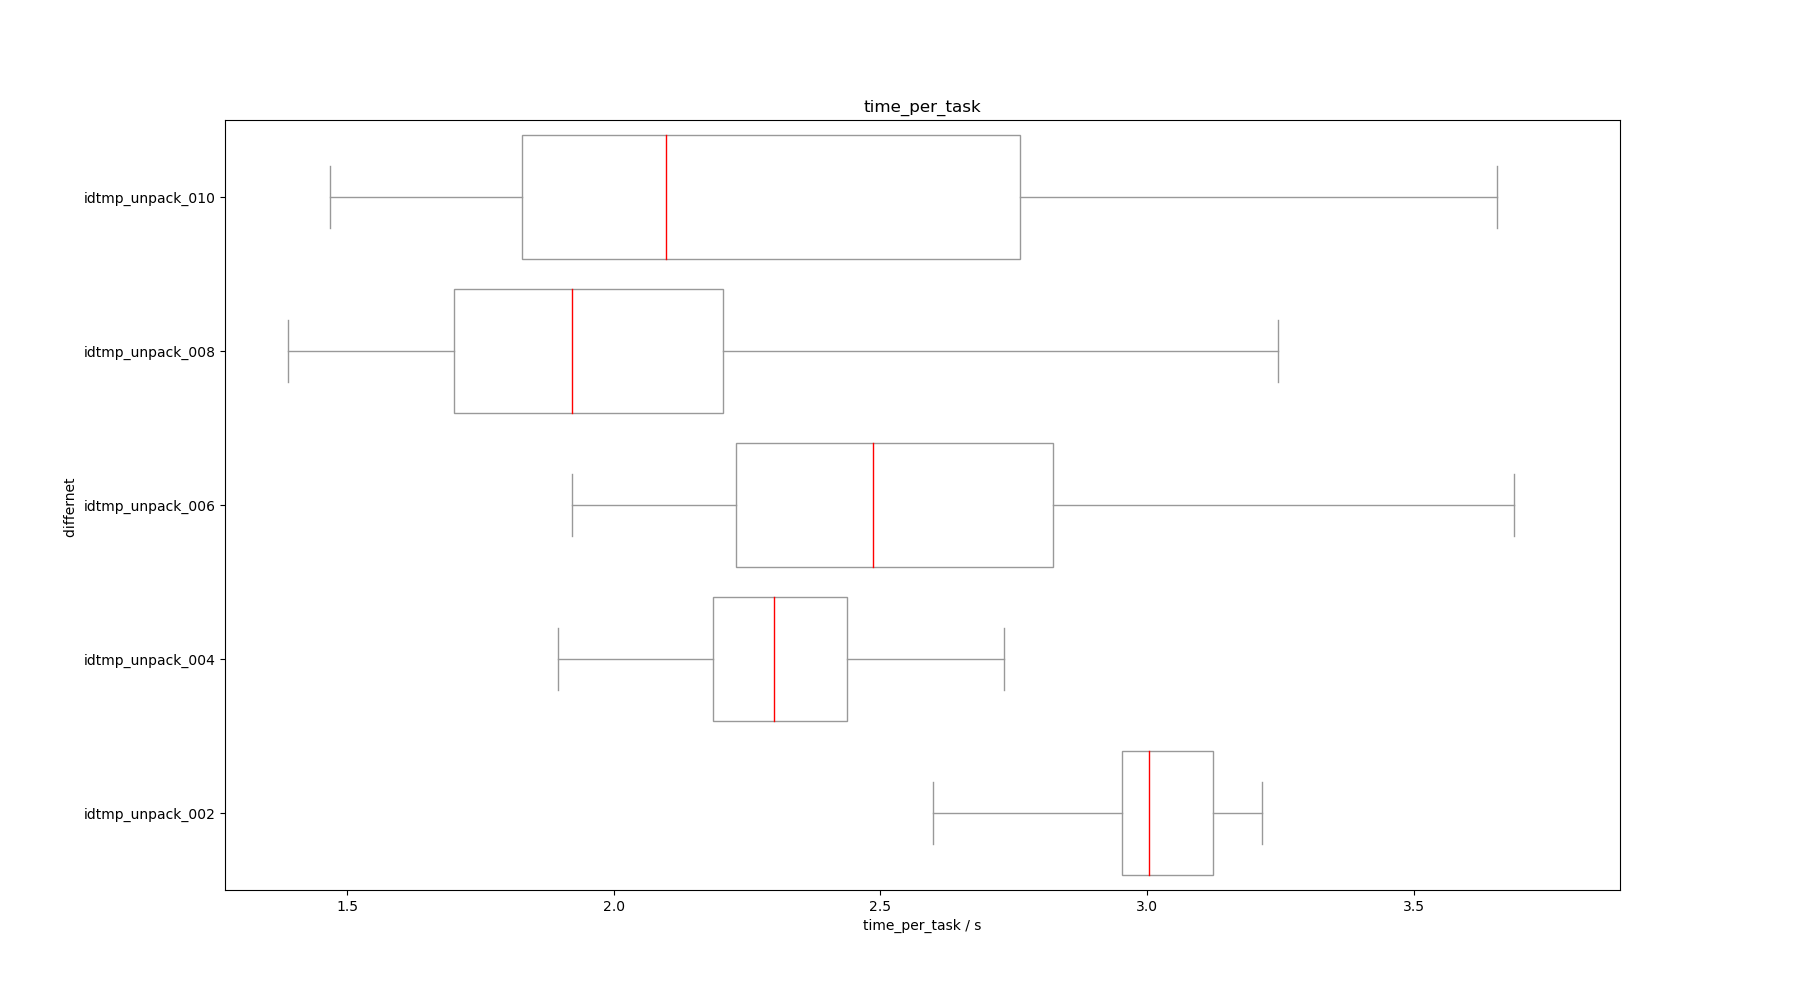 time_per_task
idtmp_unpack_010
idtmp_unpack_008
idtmp_unpack_006
idtmp_unpack_004
idtmp_unpack_002
differnet
1.5 2.0 2.5 3.0 3.5
time_per_task / s